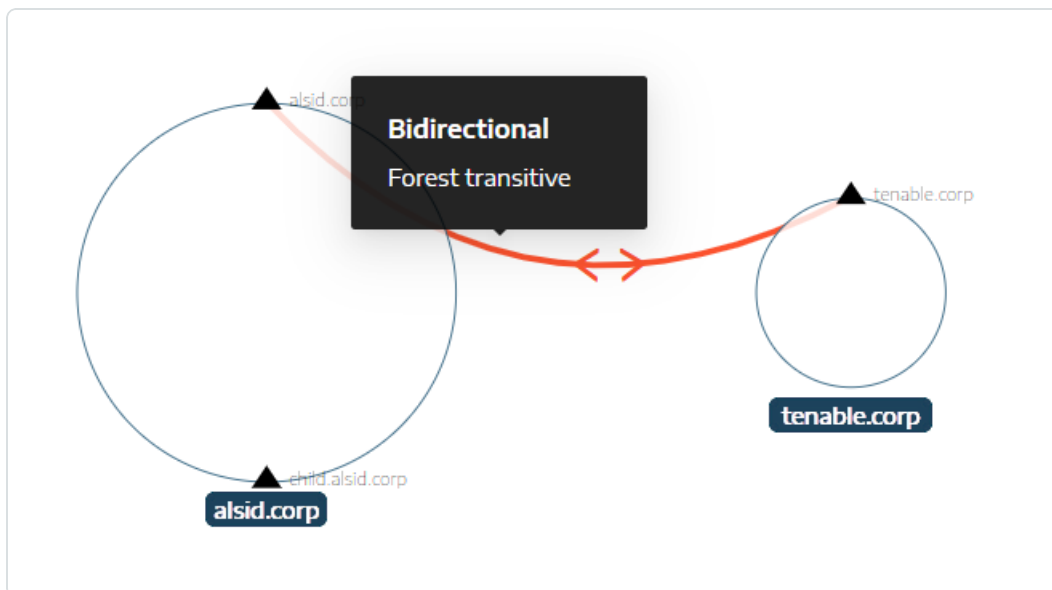 alsid.corp
Bidirectional
Forest transitive
tenable.corp
tenable.corp
child.alsid.corp
alsid.corp